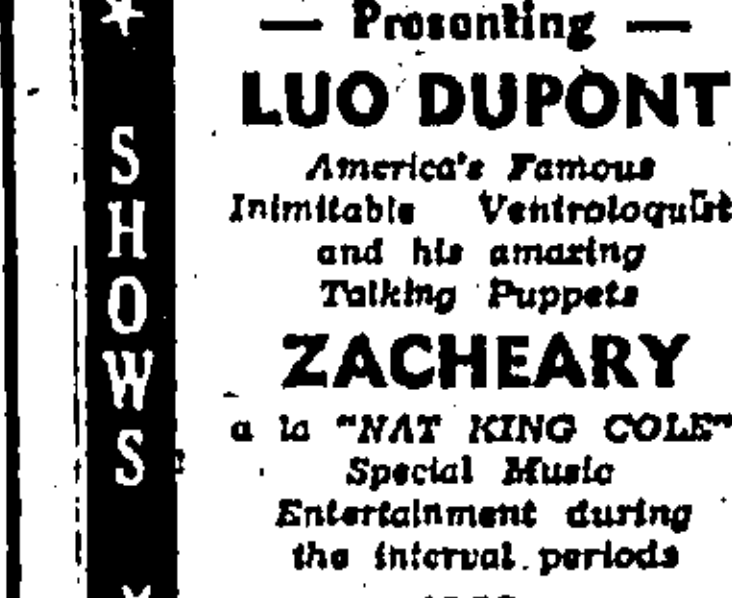 SHOWS
— Presenting —
LUO DUPONT
America's Famous
Inimitable Ventroloquist
and his amazing
Talking Puppets
ZACHEARY
a la "NAT KING COLE"
Special Music
Entertainment during
the interval periods